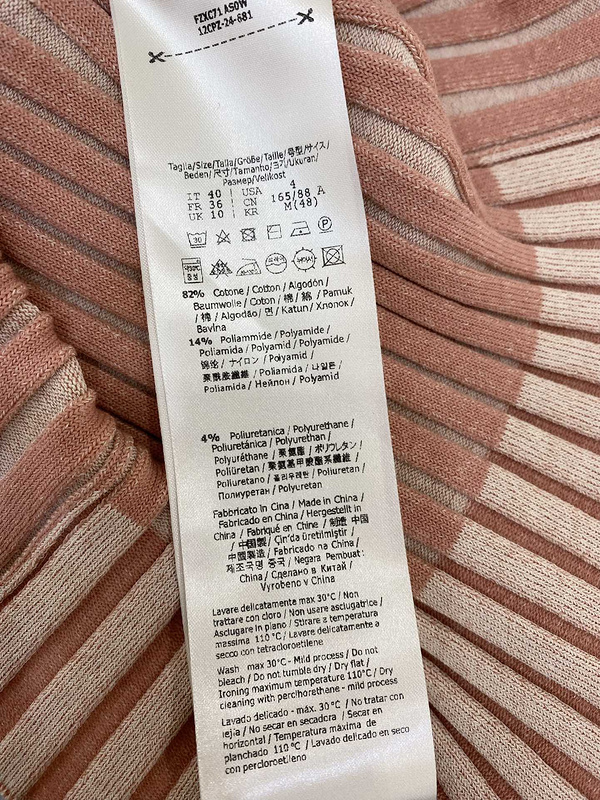 FZXC71 ASOW
12CPZ-24-681
Taglia/Size/Talla/Größe/Taille/号型/サイズ/
Beden/尺寸/Tamanho/크기/Ukuran/
Размер/Velikost
IT 40 | USA 4
FR 36 | CN 165/88 A
UK 10 | KR M(48)
30
P
82% Cotone / Cotton / Algodón /
Baumwolle / Coton / 棉 / 綿 / Pamuk
/ 棉 / Algodão / 면 / Katun / Хлопок /
Bavlna
14% Poliammide / Polyamide /
Poliamida / Polyamid / Polyamide /
锦纶 / ナイロン / Polyamid /
聚酰胺纖維 / Poliamida / 나일론 /
Poliamida / Нейлон / Polyamid
4% Poliuretanica / Polyurethane /
Poliuretánica / Polyurethan /
Polyuréthane / 聚氨酯 / ポリウレタン /
Poliüretan / 聚氨基甲酸酯系纖維 /
Poliuretano / 폴리우레탄 / Poliuretan /
Полиуретан / Polyuretan
Fabbricato in Cina / Made in China /
Fabricado en China / Hergestellt in
China / Fabriqué en Chine / 制造 中国
/ 中国製 / Çin'da üretilmiştir /
中國製造 / Fabricado na China /
제조국명 중국 / Negara Pembuat:
China / Сделано в Китай /
Vyrobeno v China
Lavare delicatamente max 30°C / Non
trattare con cloro / Non usare asciugatrice /
Asciugare in piano / Stirare a temperatura
massima 110°C / Lavare delicatamente a
secco con tetracloroetilene
Wash max 30°C - Mild process / Do not
bleach / Do not tumble dry / Dry flat /
Ironing maximum temperature 110°C / Dry
cleaning with perclhorethane - mild process
Lavado delicado - máx. 30°C / No tratar con
lejía / No secar en secadora / Secar en
horizontal / Temperatura máxima de
planchado 110°C / Lavado delicado en seco
con percloroetileno